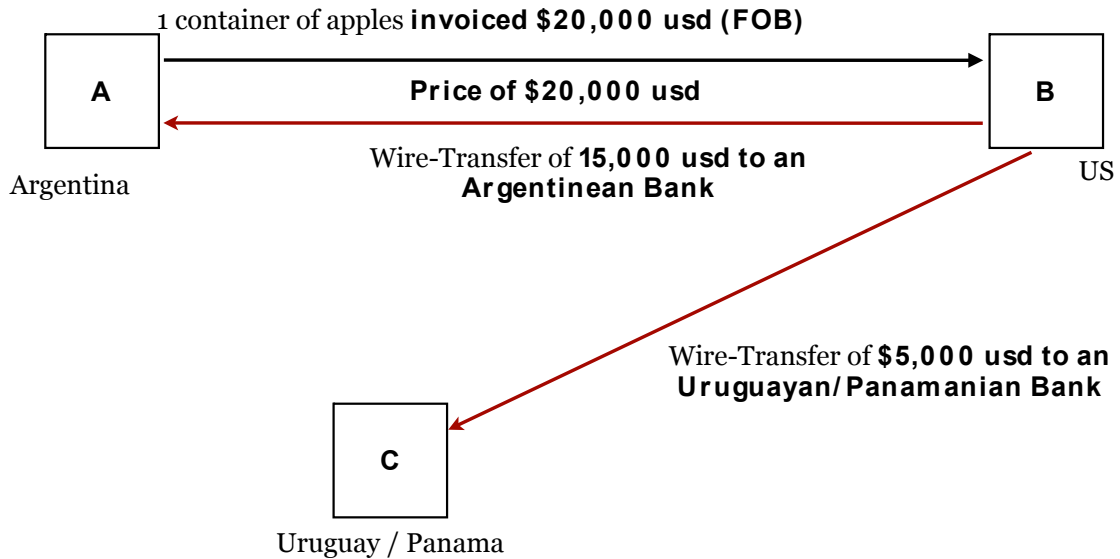 1 container of apples invoiced $20,000 usd (FOB)
A
B
Price of $20,000 usd
Wire-Transfer of 15,000 usd to an
Argentinean Bank
Argentina
US
Wire-Transfer of $5,000 usd to an
Uruguayan/Panamanian Bank
C
Uruguay / Panama